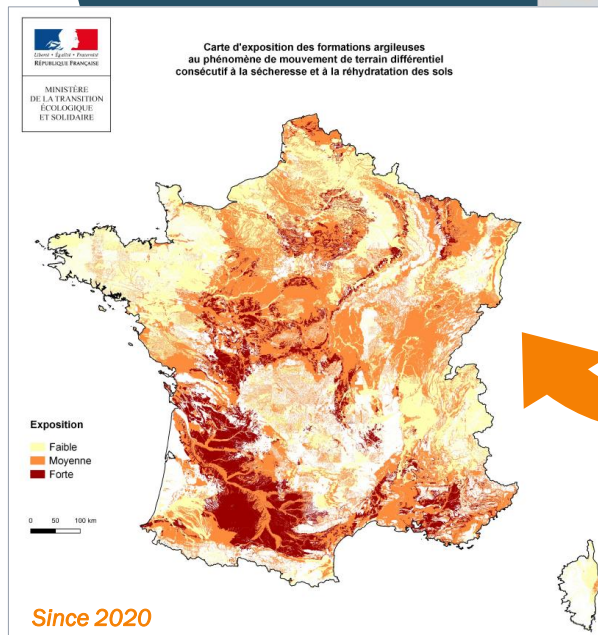 Liberté • Égalité • Fraternité
RÉPUBLIQUE FRANÇAISE
MINISTÈRE
DE LA TRANSITION
ÉCOLOGIQUE
ET SOLIDAIRE
Carte d'exposition des formations argileuses
au phénomène de mouvement de terrain différentiel
consécutif à la sécheresse et à la réhydratation des sols
Exposition
Faible
Moyenne
Forte
0 50 100 km
Since 2020